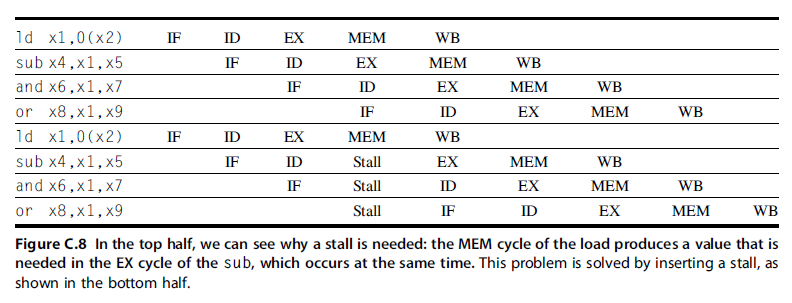 ld x1,0(x2) IF ID EX MEM WB
sub x4,x1,x5 IF ID EX MEM WB
and x6,x1,x7 IF ID EX MEM WB
or x8,x1,x9 IF ID EX MEM WB
ld x1,0(x2) IF ID EX MEM WB
sub x4,x1,x5 IF ID Stall EX MEM WB
and x6,x1,x7 IF Stall ID EX MEM WB
or x8,x1,x9 Stall IF ID EX MEM WB
Figure C.8 In the top half, we can see why a stall is needed: the MEM cycle of the load produces a value that is
needed in the EX cycle of the sub, which occurs at the same time. This problem is solved by inserting a stall, as
shown in the bottom half.